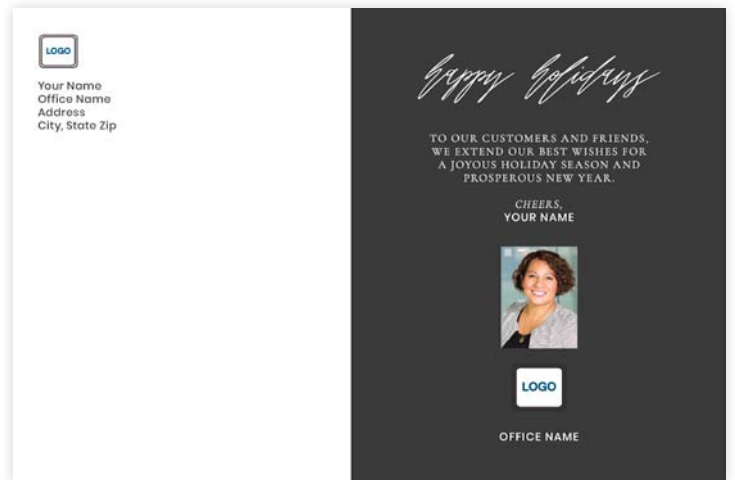 LOGO
Your Name
Office Name
Address
City, State Zip
Happy Holidays
TO OUR CUSTOMERS AND FRIENDS,
WE EXTEND OUR BEST WISHES FOR
A JOYOUS HOLIDAY SEASON AND
PROSPEROUS NEW YEAR.
CHEERS,
YOUR NAME
LOGO
OFFICE NAME